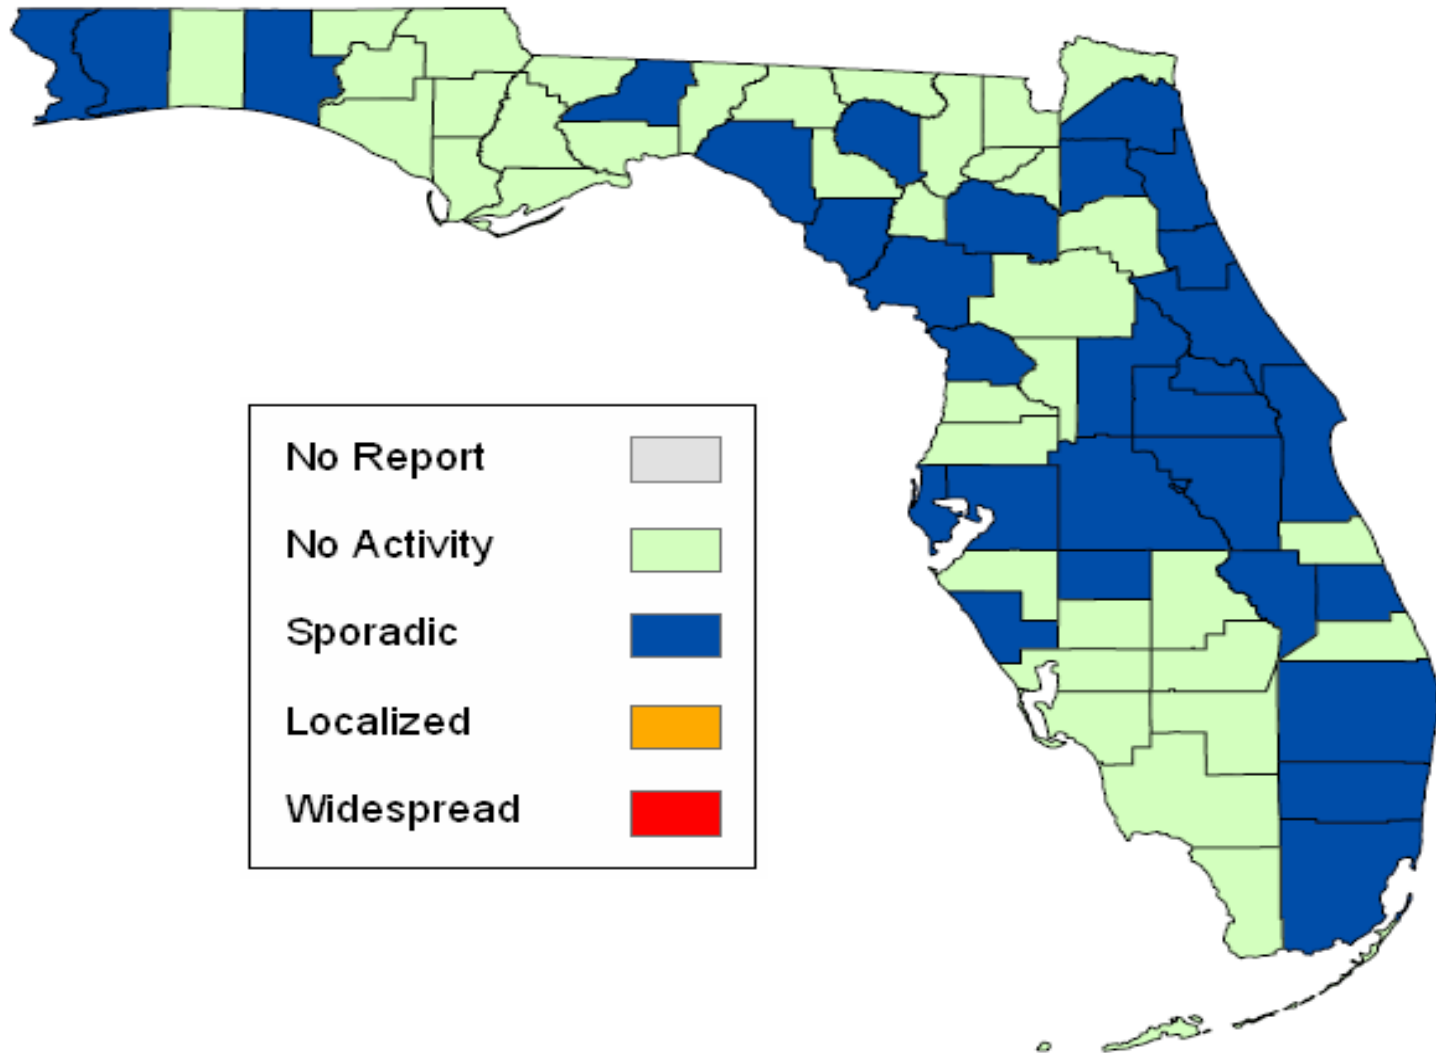 No Report
No Activity
Sporadic
Localized
Widespread